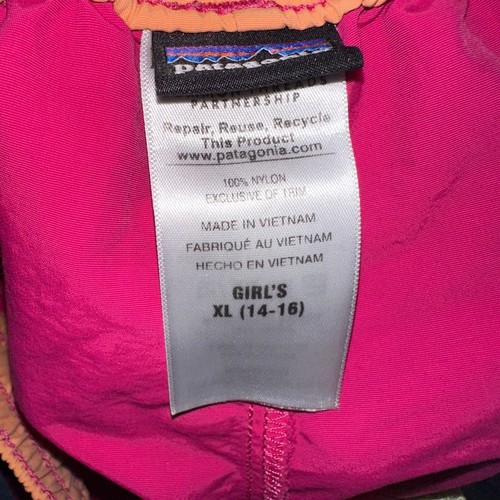 patagonia
PARTNERSHIP
Repair, Reuse, Recycle
This Product
www.patagonia.com
100% NYLON
EXCLUSIVE OF TRIM
MADE IN VIETNAM
FABRIQUÉ AU VIETNAM
HECHO EN VIETNAM
GIRL'S
XL (14-16)